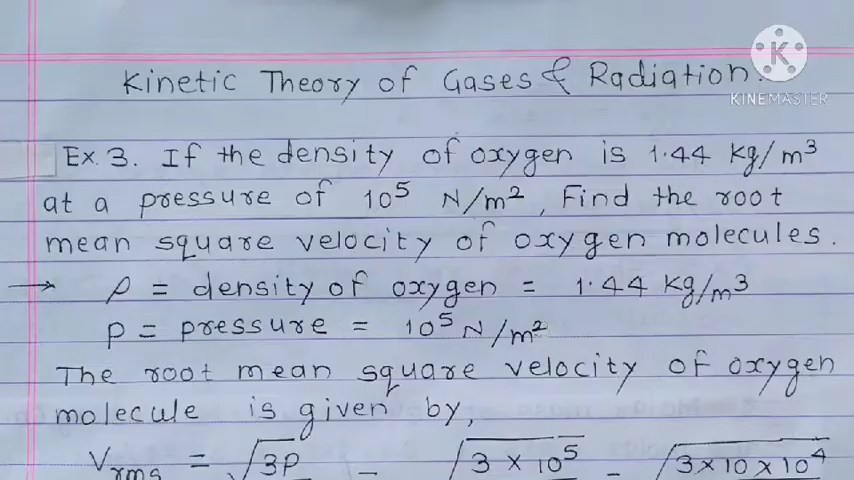 K
KINEMASTER
Kinetic Theory of Gases & Radiation.
Ex. 3. If the density of oxygen is 1.44 kg/m³
at a pressure of 10⁵ N/m², Find the root
mean square velocity of oxygen molecules.
→ ρ = density of oxygen = 1.44 kg/m³
P = pressure = 10⁵ N/m²
The root mean square velocity of oxygen
molecule is given by,
Vrms = √3P = √3 × 10⁵ = √3×10×10⁴